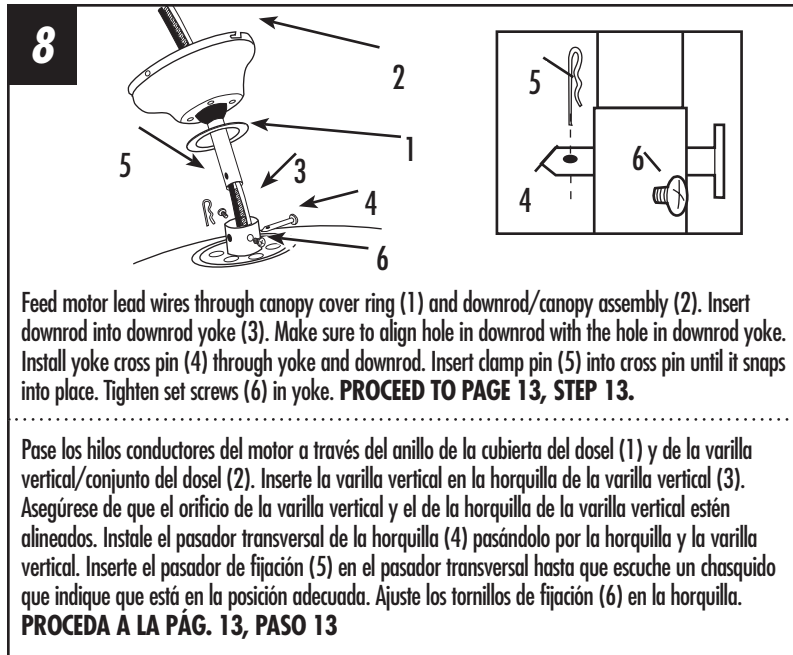 8
2
5
1
5
3
4
6
4
6
Feed motor lead wires through canopy cover ring (1) and downrod/canopy assembly (2). Insert
downrod into downrod yoke (3). Make sure to align hole in downrod with the hole in downrod yoke.
Install yoke cross pin (4) through yoke and downrod. Insert clamp pin (5) into cross pin until it snaps
into place. Tighten set screws (6) in yoke. PROCEED TO PAGE 13, STEP 13.
Pase los hilos conductores del motor a través del anillo de la cubierta del dosel (1) y de la varilla
vertical/conjunto del dosel (2). Inserte la varilla vertical en la horquilla de la varilla vertical (3).
Asegúrese de que el orificio de la varilla vertical y el de la horquilla de la varilla vertical estén
alineados. Instale el pasador transversal de la horquilla (4) pasándolo por la horquilla y la varilla
vertical. Inserte el pasador de fijación (5) en el pasador transversal hasta que escuche un chasquido
que indique que está en la posición adecuada. Ajuste los tornillos de fijación (6) en la horquilla.
PROCEDA A LA PÁG. 13, PASO 13